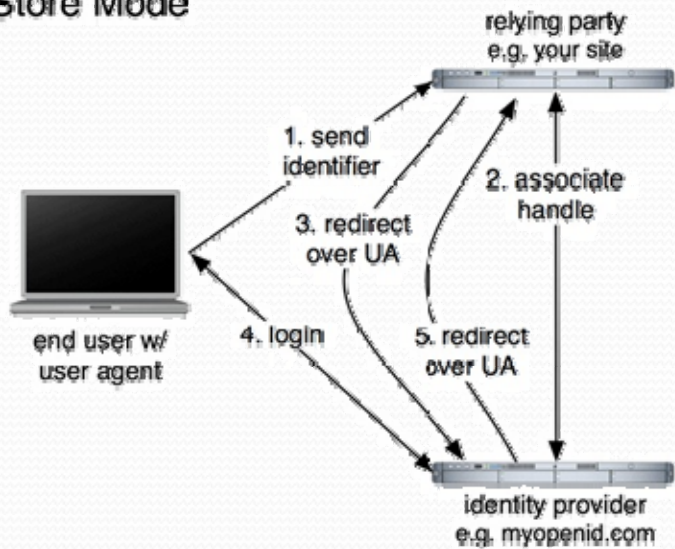 Store Mode
relying party
e.g. your site
1. send
identifier
2. associate
handle
3. redirect
over UA
4. login
5. redirect
over UA
end user w/
user agent
identity provider
e.g. myopenid.com